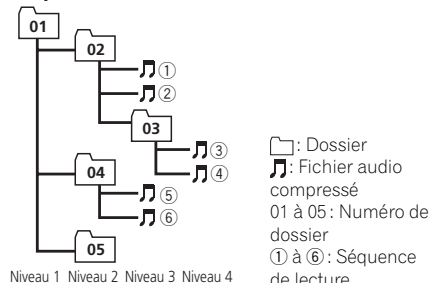 01
02
①
②
03
③
④
04
⑤
⑥
05
Niveau 1 Niveau 2 Niveau 3 Niveau 4
: Dossier
: Fichier audio
compressé
01 à 05 : Numéro de
dossier
① à ⑥ : Séquence
de lecture